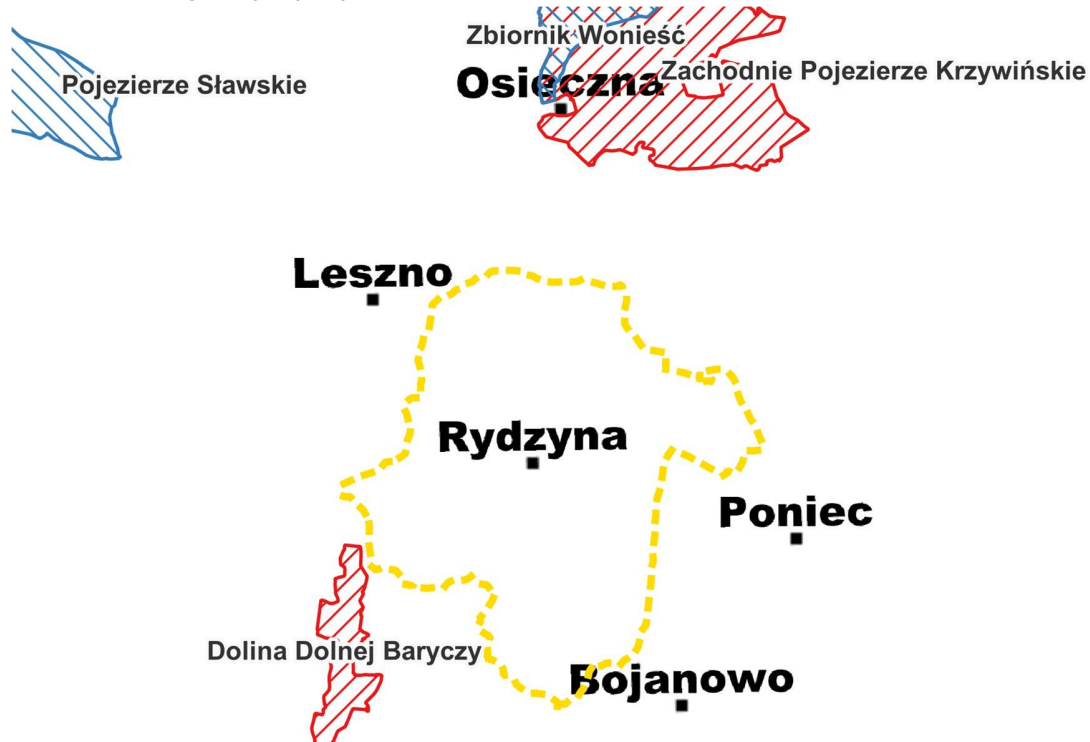 Zbiornik Wonieść
Pojezierze Sławskie
Osieczna
Zachodnie Pojezierze Krzywińskie
Leszno
Rydzyna
Poniec
Dolina Dolnej Baryczy
Bojanowo